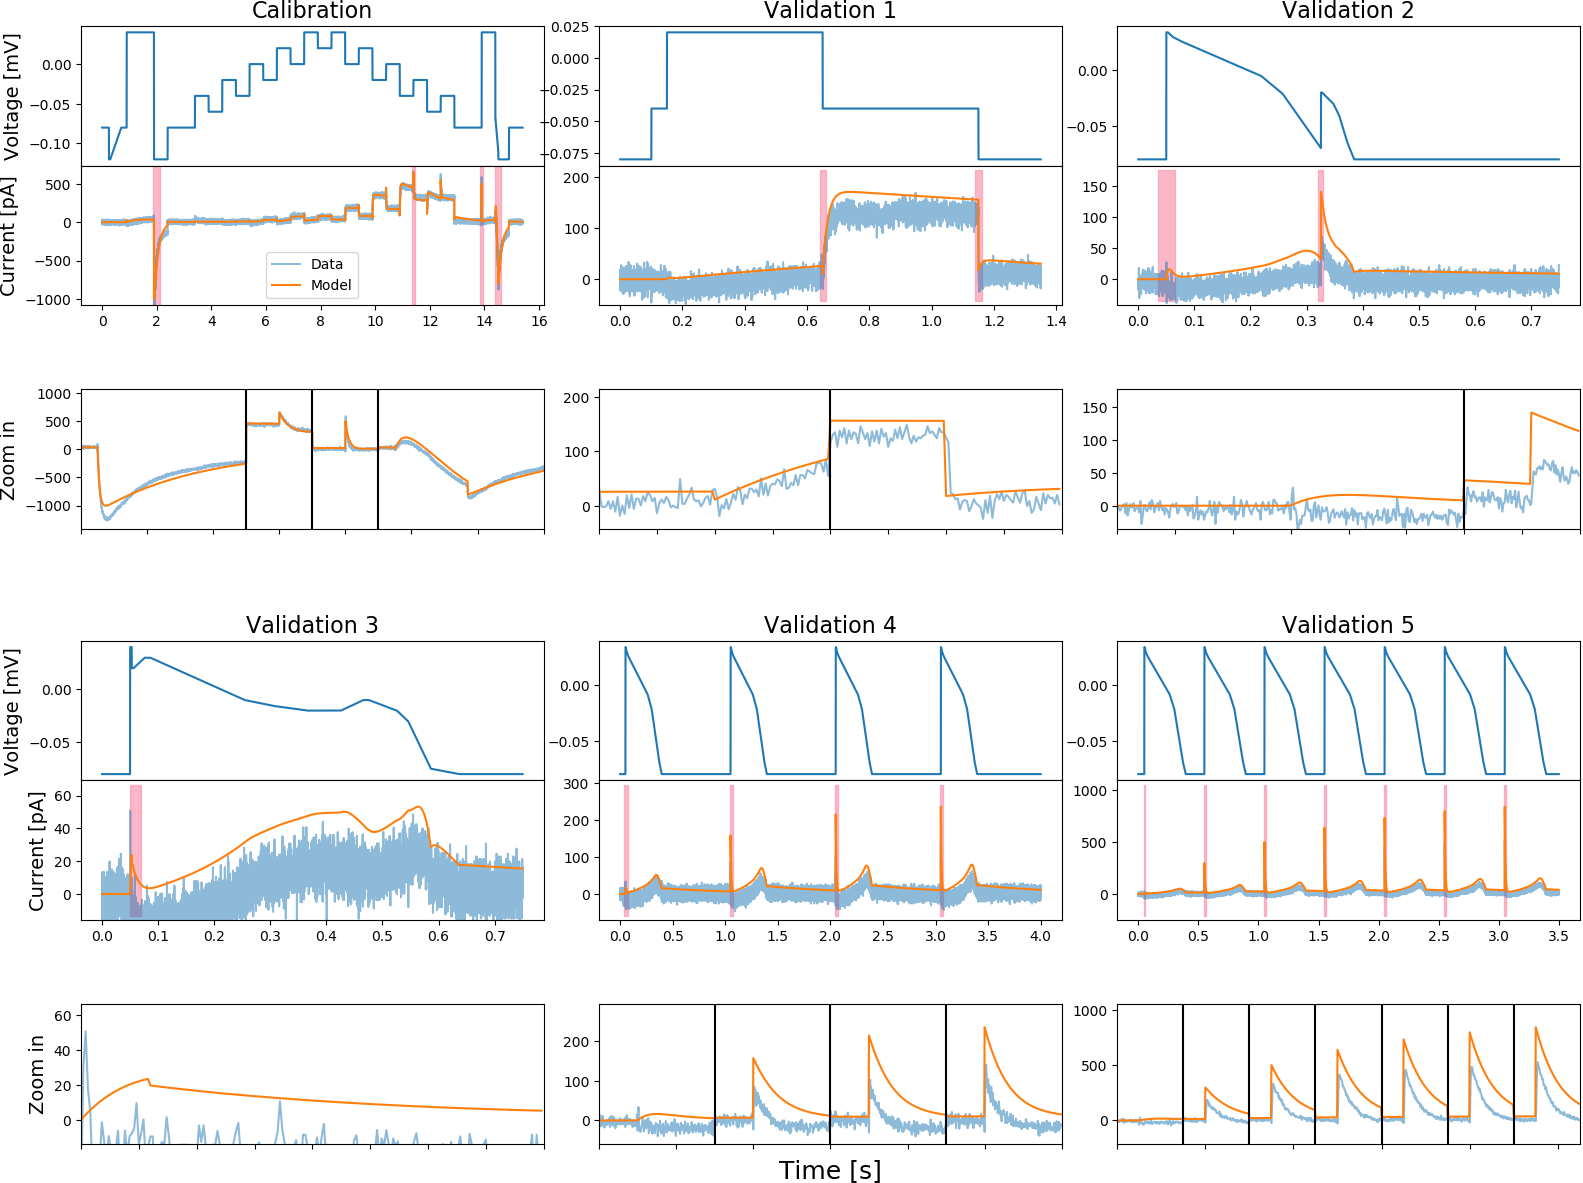 Calibration
Validation 1
Validation 2
Voltage [mV]
0.00
−0.05
−0.10
0.025
0.000
−0.025
−0.050
−0.075
0.00
−0.05
Current [pA]
500
0
−500
−1000
Data
Model
200
100
0
150
100
50
0
0 2 4 6 8 10 12 14 16
0.0 0.2 0.4 0.6 0.8 1.0 1.2 1.4
0.0 0.1 0.2 0.3 0.4 0.5 0.6 0.7
Zoom in
1000
500
0
−500
−1000
200
100
0
150
100
50
0
Validation 3
Validation 4
Validation 5
Voltage [mV]
0.00
−0.05
0.00
−0.05
0.00
−0.05
Current [pA]
60
40
20
0
300
200
100
0
1000
500
0
0.0 0.1 0.2 0.3 0.4 0.5 0.6 0.7
0.0 0.5 1.0 1.5 2.0 2.5 3.0 3.5 4.0
0.0 0.5 1.0 1.5 2.0 2.5 3.0 3.5
Zoom in
60
40
20
0
200
100
0
1000
500
0
Time [s]